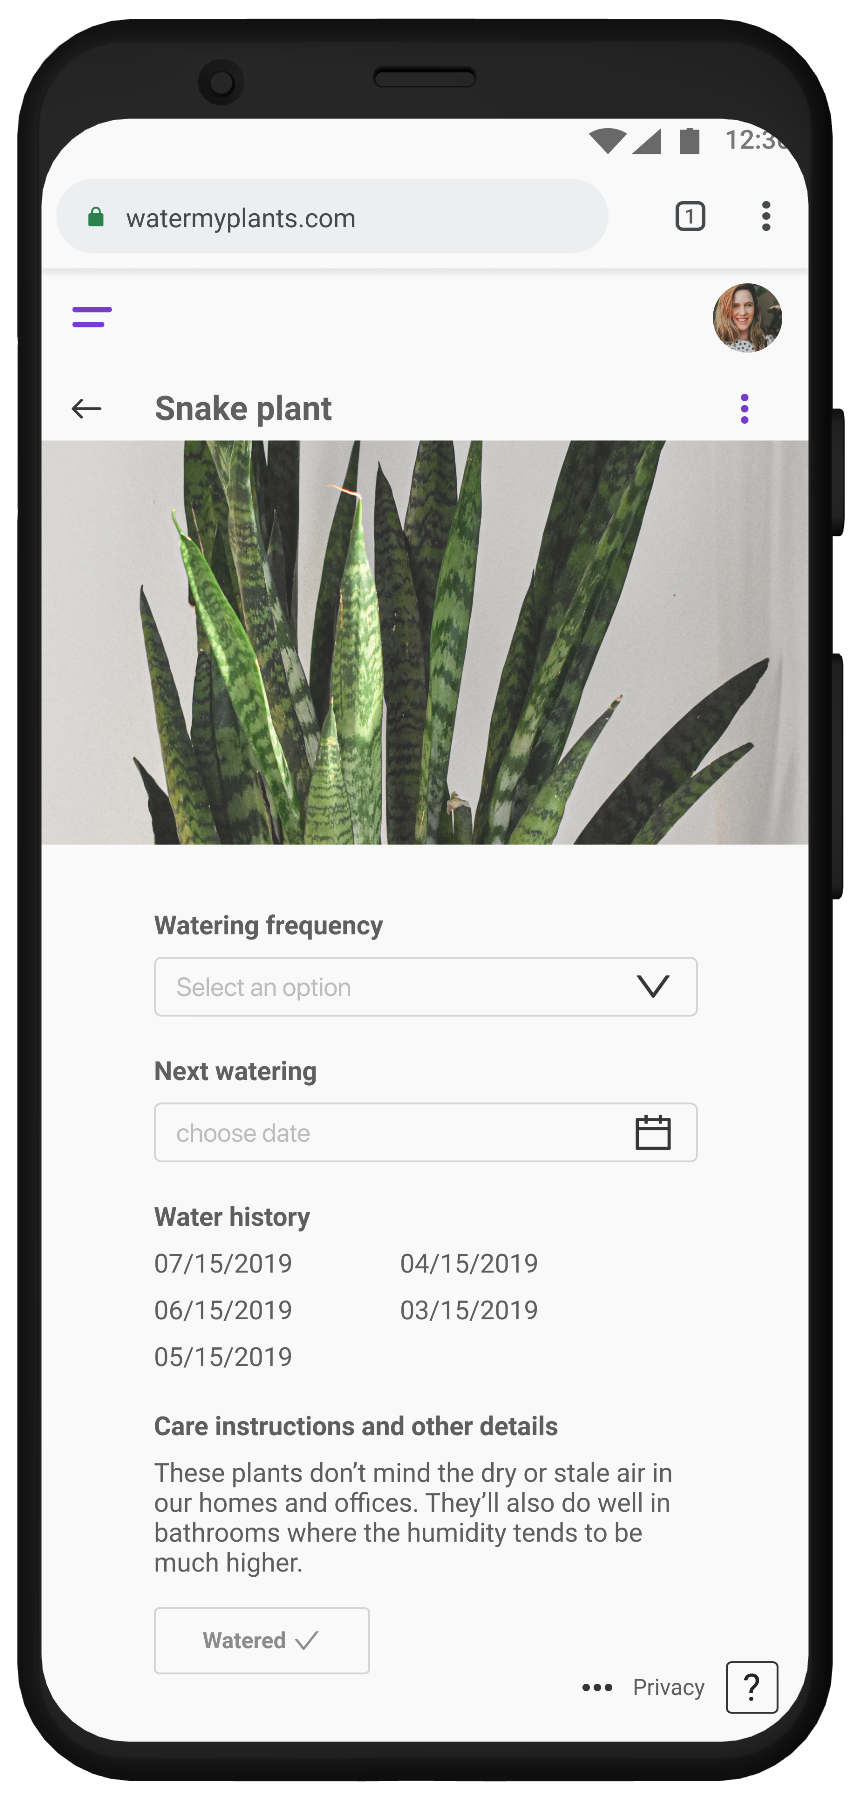 watermyplants.com
1
Snake plant
Watering frequency
Select an option
Next watering
choose date
Water history
07/15/2019 04/15/2019
06/15/2019 03/15/2019
05/15/2019
Care instructions and other details
These plants don’t mind the dry or stale air in
our homes and offices. They’ll also do well in
bathrooms where the humidity tends to be
much higher.
Watered
Privacy ?